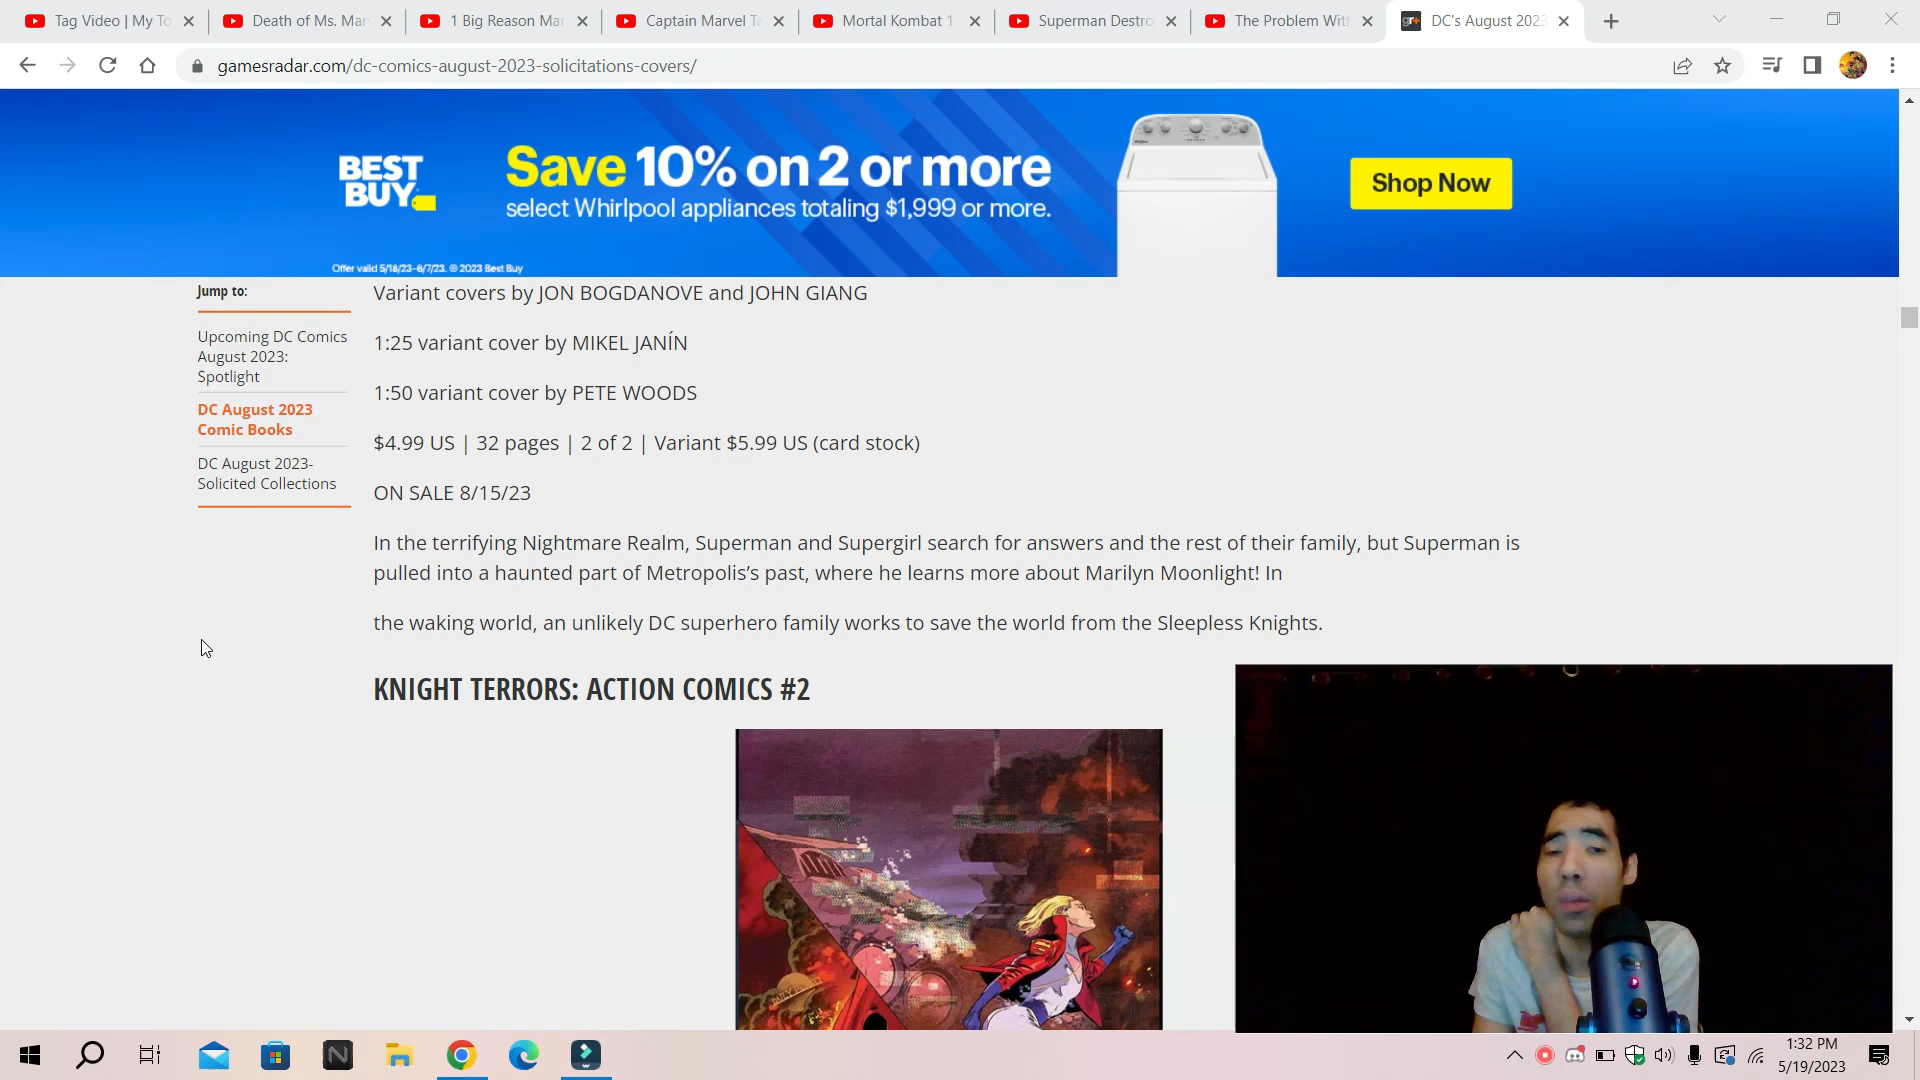 Tag Video | My To
Death of Ms. Mar
1 Big Reason Mar
Captain Marvel Ta
Mortal Kombat 1
Superman Destro
The Problem With
DC's August 2023
gamesradar.com/dc-comics-august-2023-solicitations-covers/
BEST
BUY
Save 10% on 2 or more
select Whirlpool appliances totaling $1,999 or more.
Shop Now
Offer valid 5/18/23–6/7/23. © 2023 Best Buy
Jump to:
Upcoming DC Comics
August 2023:
Spotlight
DC August 2023
Comic Books
DC August 2023-
Solicited Collections
Variant covers by JON BOGDANOVE and JOHN GIANG
1:25 variant cover by MIKEL JANÍN
1:50 variant cover by PETE WOODS
$4.99 US | 32 pages | 2 of 2 | Variant $5.99 US (card stock)
ON SALE 8/15/23
In the terrifying Nightmare Realm, Superman and Supergirl search for answers and the rest of their family, but Superman is
pulled into a haunted part of Metropolis’s past, where he learns more about Marilyn Moonlight! In
the waking world, an unlikely DC superhero family works to save the world from the Sleepless Knights.
KNIGHT TERRORS: ACTION COMICS #2
1:32 PM
5/19/2023